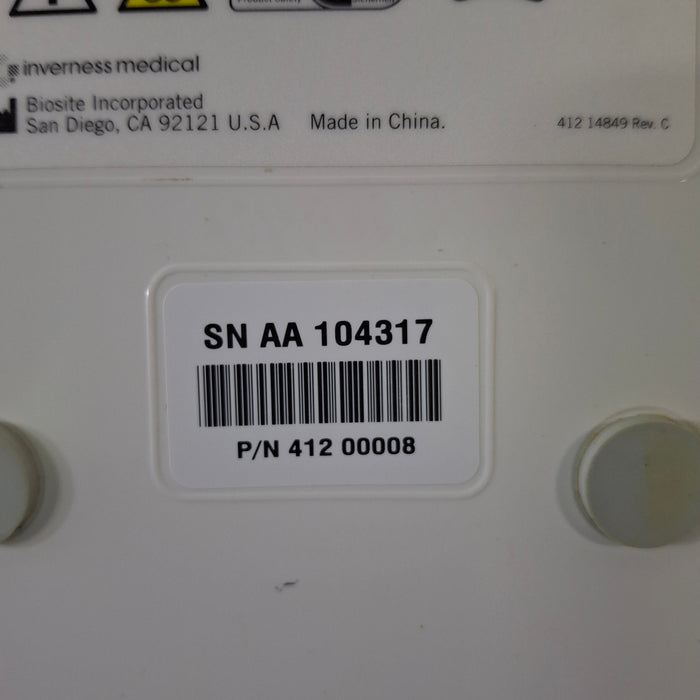 inverness medical
Biosite Incorporated
San Diego, CA 92121 U.S.A Made in China.
412 14849 Rev. C
SN AA 104317
P/N 412 00008